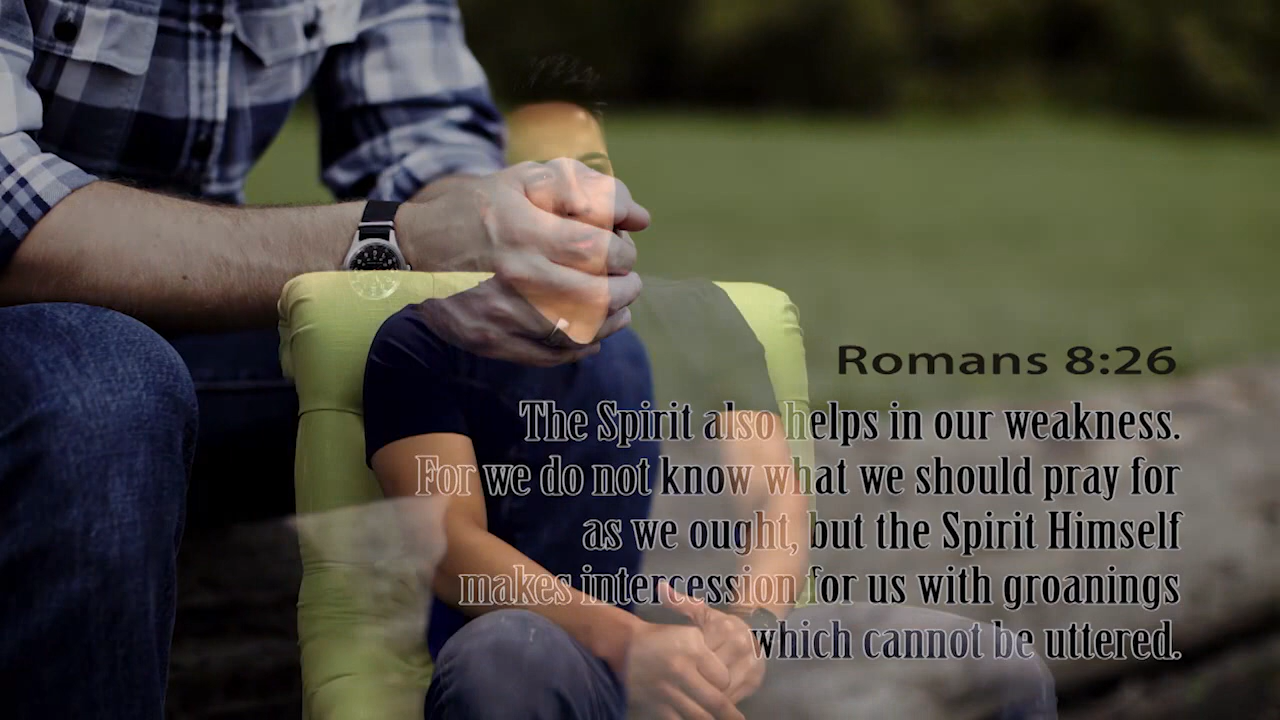 Romans 8:26
The Spirit also helps in our weakness.
For we do not know what we should pray for
as we ought, but the Spirit Himself
makes intercession for us with groanings
which cannot be uttered.